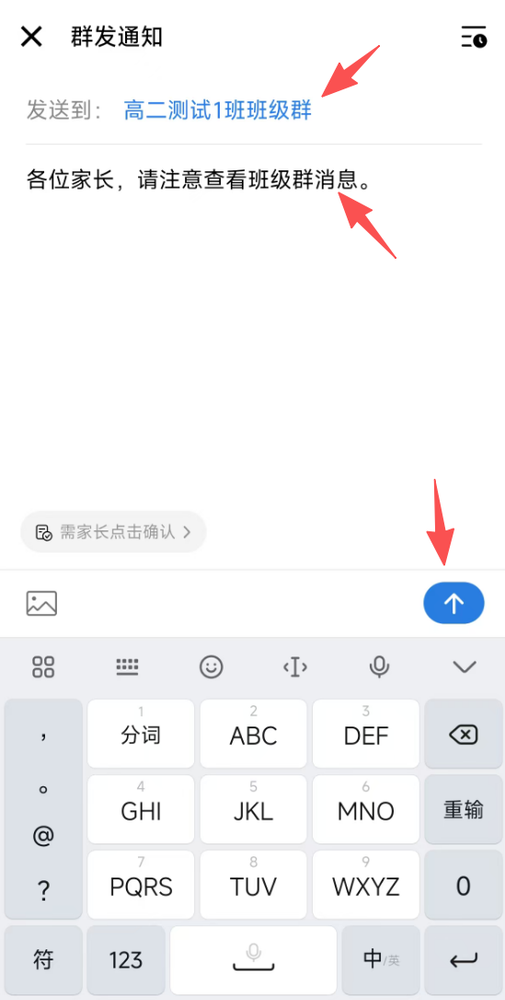 群发通知
发送到： 高二测试1班班级群
各位家长，请注意查看班级群消息。
需家长点击确认
，
1
分词
2
ABC
3
DEF
。
4
GHI
5
JKL
6
MNO
重输
@
7
PQRS
8
TUV
9
WXYZ
0
？
符
123
中/英